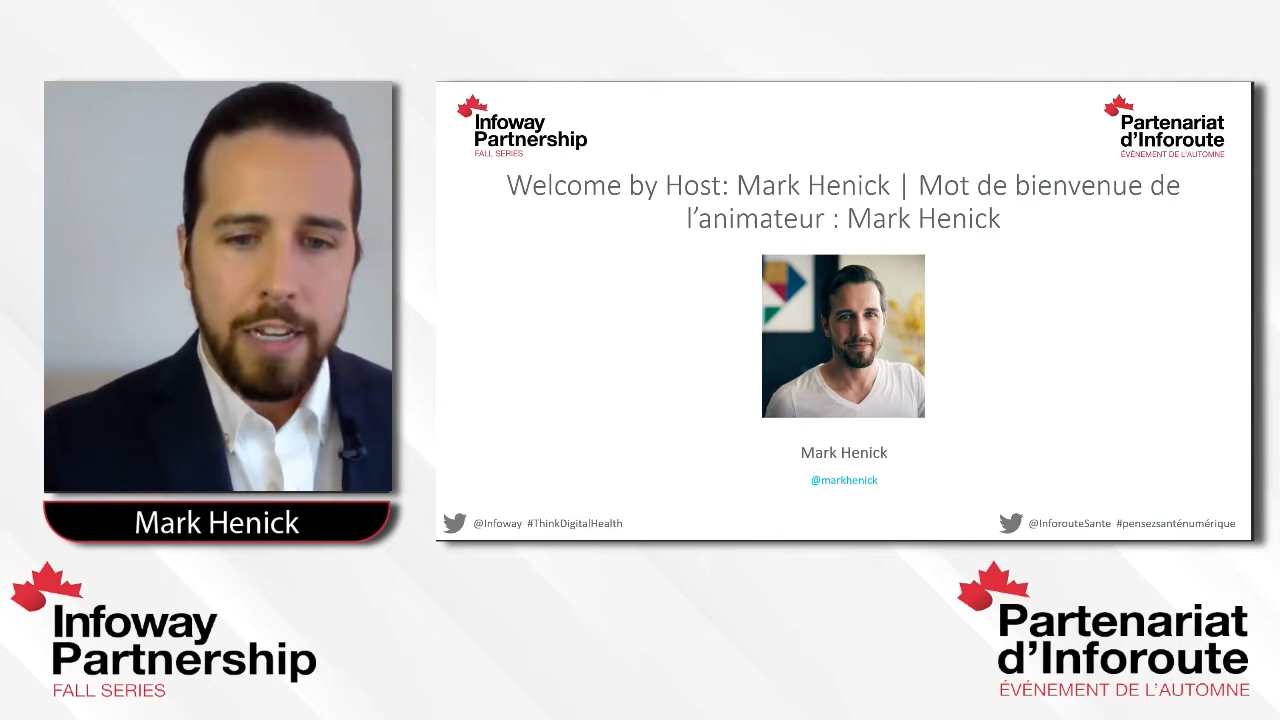 Infoway
Partnership
FALL SERIES
Partenariat
d'Inforoute
ÉVÉNEMENT DE L'AUTOMNE
Welcome by Host: Mark Henick | Mot de bienvenue de
l’animateur : Mark Henick
Mark Henick
@markhenick
@Infoway #ThinkDigitalHealth
@InforouteSante #pensezsanténumérique
Mark Henick
Infoway
Partnership
FALL SERIES
Partenariat
d'Inforoute
ÉVÉNEMENT DE L'AUTOMNE